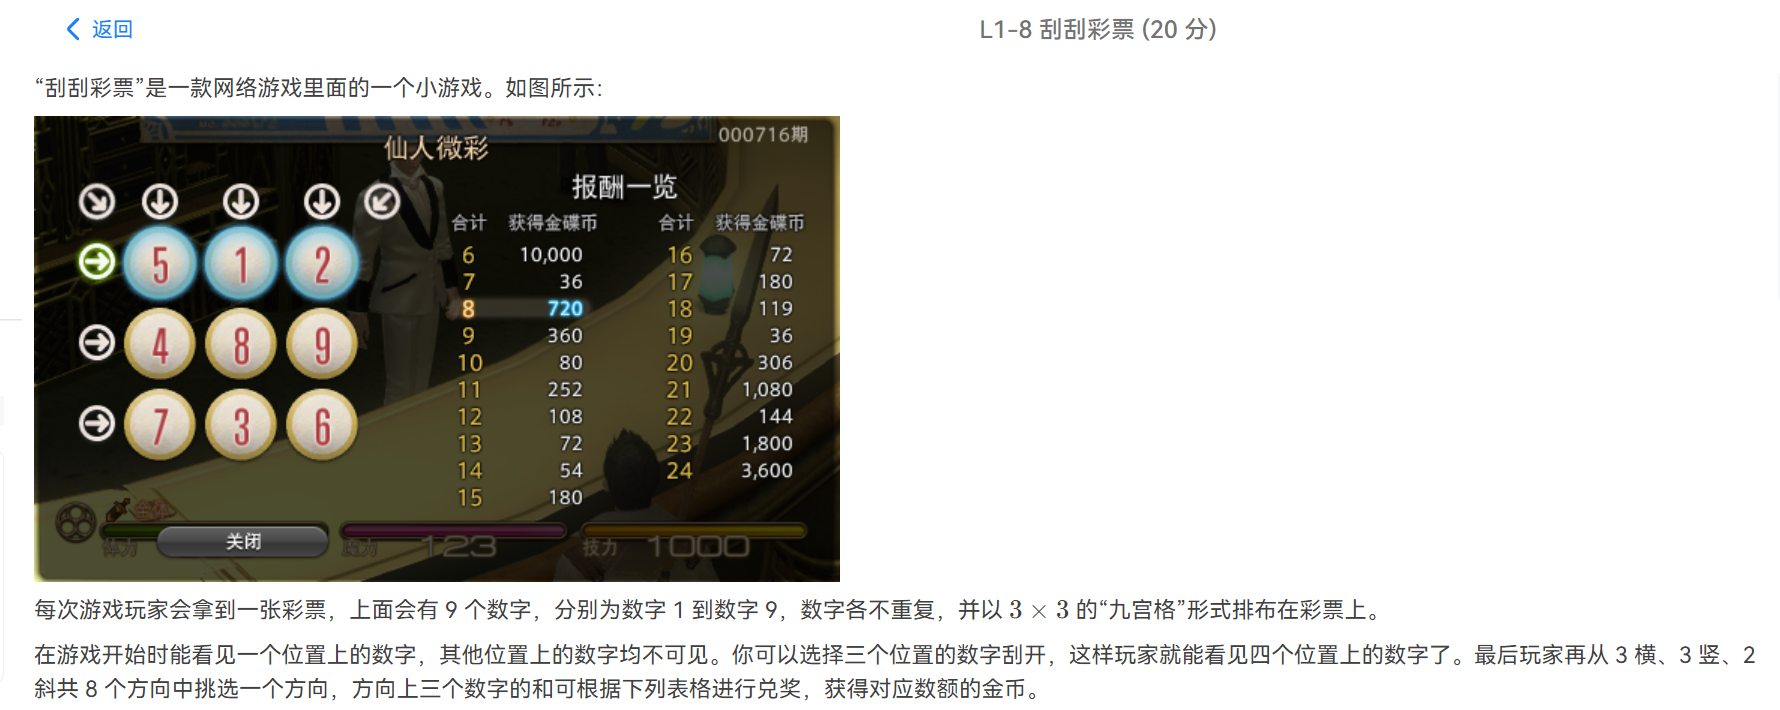 返回
L1-8 刮刮彩票 (20 分)
“刮刮彩票”是一款网络游戏里面的一个小游戏。如图所示：
000716期
仙人微彩
报酬一览
合计 获得金碟币 合计 获得金碟币
5 1 2
4 8 9
7 3 6
6 10,000 16 72
7 36 17 180
8 720 18 119
9 360 19 36
10 80 20 306
11 252 21 1,080
12 108 22 144
13 72 23 1,800
14 54 24 3,600
15 180
关闭
体力 魔力 123 技力 1000
每次游戏玩家会拿到一张彩票，上面会有 9 个数字，分别为数字 1 到数字 9，数字各不重复，并以 3 × 3 的“九宫格”形式排布在彩票上。
在游戏开始时能看见一个位置上的数字，其他位置上的数字均不可见。你可以选择三个位置的数字刮开，这样玩家就能看见四个位置上的数字了。最后玩家再从 3 横、3 竖、2
斜共 8 个方向中挑选一个方向，方向上三个数字的和可根据下列表格进行兑奖，获得对应数额的金币。